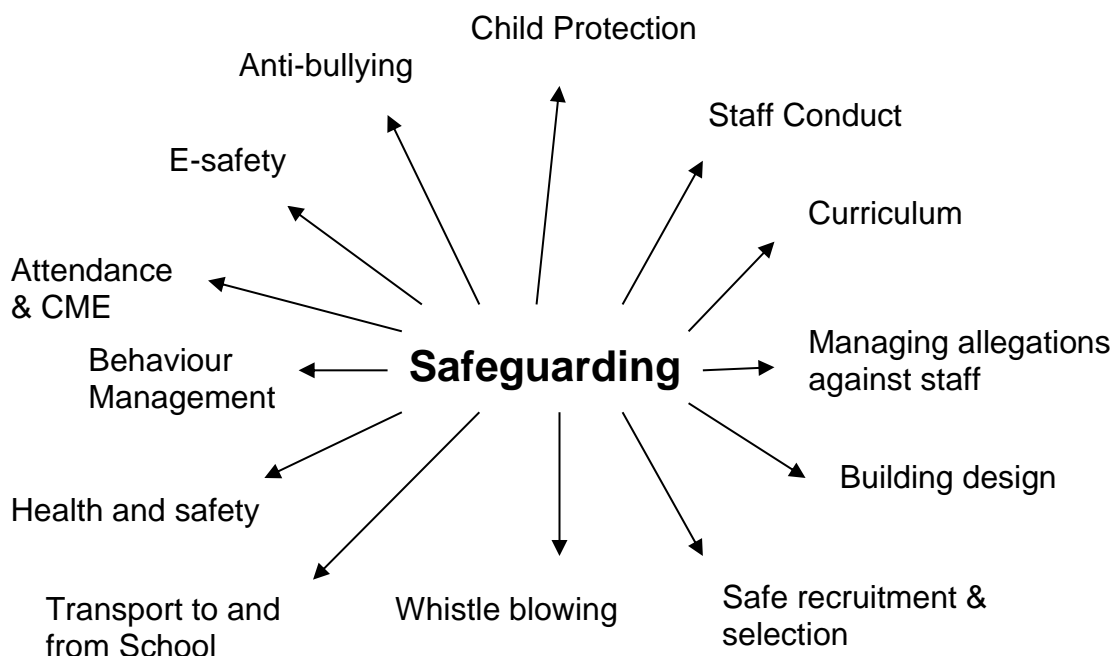 Child Protection
Anti-bullying
Staff Conduct
E-safety
Curriculum
Attendance
& CME
Managing allegations
against staff
Behaviour
Management
Safeguarding
Building design
Health and safety
Transport to and
from School
Whistle blowing
Safe recruitment &
selection